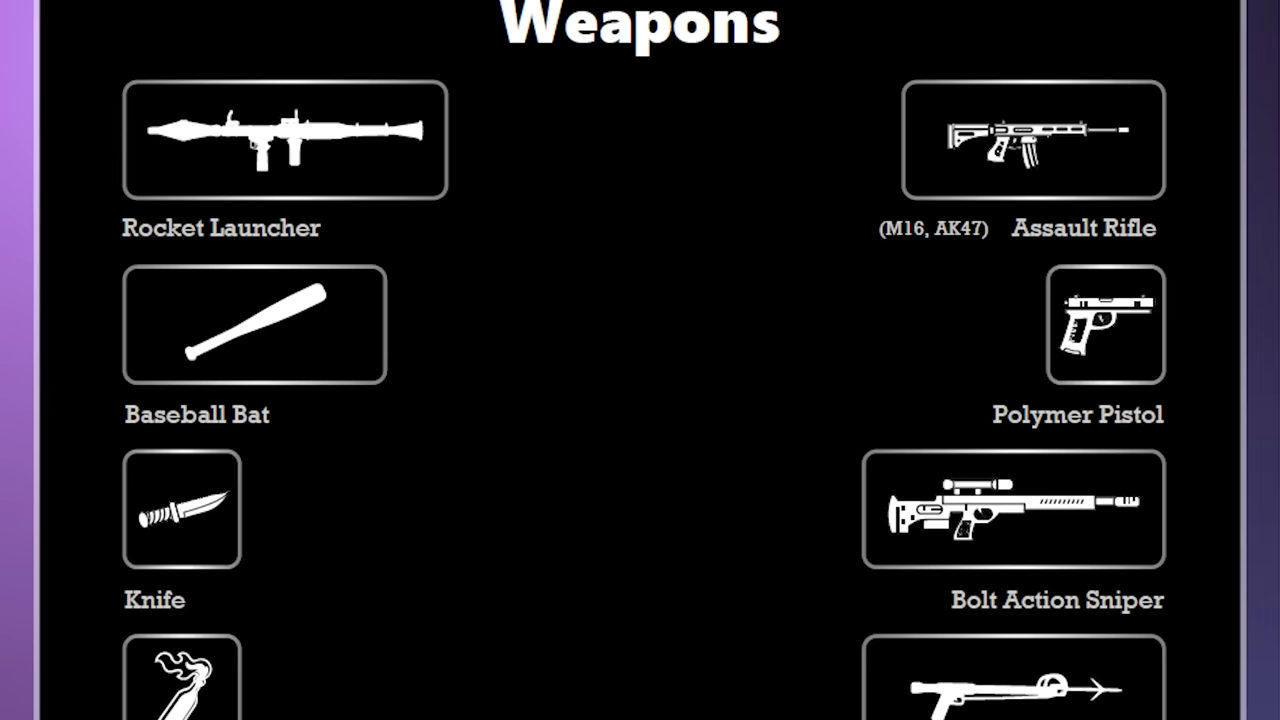 Weapons
Rocket Launcher
(M16, AK47) Assault Rifle
Baseball Bat
Polymer Pistol
Knife
Bolt Action Sniper